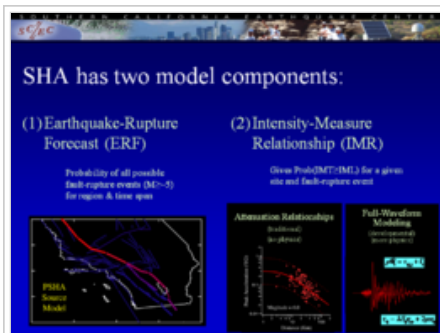 SOUTHERN CALIFORNIA EARTHQUAKE CENTER
SC/EC
SHA has two model components:
(1) Earthquake-Rupture
Forecast (ERF)
Probability of all possible
fault-rupture events (M≥~5)
for region & time span
(2) Intensity-Measure
Relationship (IMR)
Gives Prob(IMT≥IML) for a given
site and fault-rupture event
Attenuation Relationships
(traditional)
(no physics)
Full-Waveform
Modeling
(developmental)
(more physics)
PSHA
Source
Model